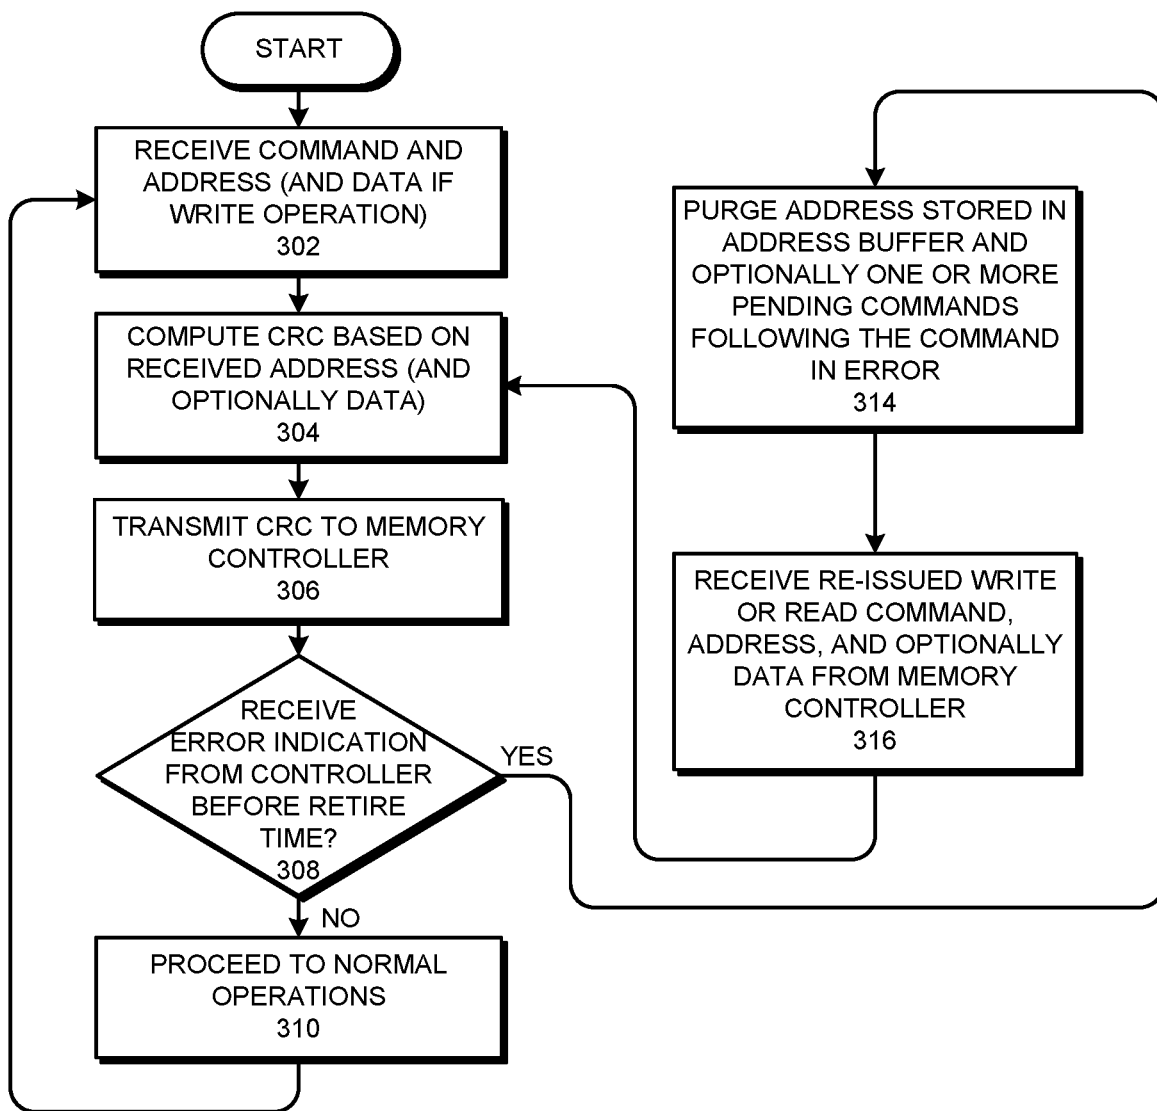 START
RECEIVE COMMAND AND
ADDRESS (AND DATA IF
WRITE OPERATION)
302
COMPUTE CRC BASED ON
RECEIVED ADDRESS (AND
OPTIONALLY DATA)
304
TRANSMIT CRC TO MEMORY
CONTROLLER
306
RECEIVE
ERROR INDICATION
FROM CONTROLLER
BEFORE RETIRE
TIME?
308
YES
NO
PROCEED TO NORMAL
OPERATIONS
310
PURGE ADDRESS STORED IN
ADDRESS BUFFER AND
OPTIONALLY ONE OR MORE
PENDING COMMANDS
FOLLOWING THE COMMAND
IN ERROR
314
RECEIVE RE-ISSUED WRITE
OR READ COMMAND,
ADDRESS, AND OPTIONALLY
DATA FROM MEMORY
CONTROLLER
316